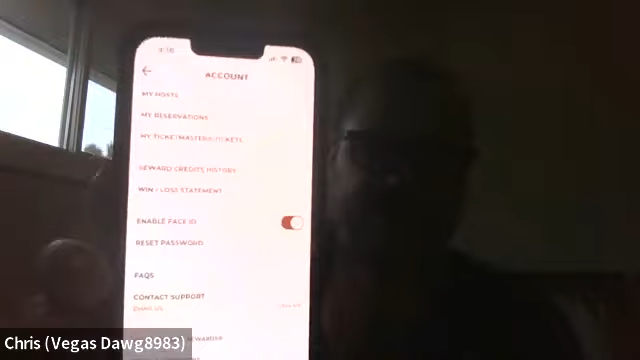 ACCOUNT
MY HOSTS
MY RESERVATIONS
MY TICKETMASTER TICKETS
REWARD CREDITS HISTORY
WIN / LOSS STATEMENT
ENABLE FACE ID
RESET PASSWORD
FAQS
CONTACT SUPPORT
Chris (Vegas Dawg8983)